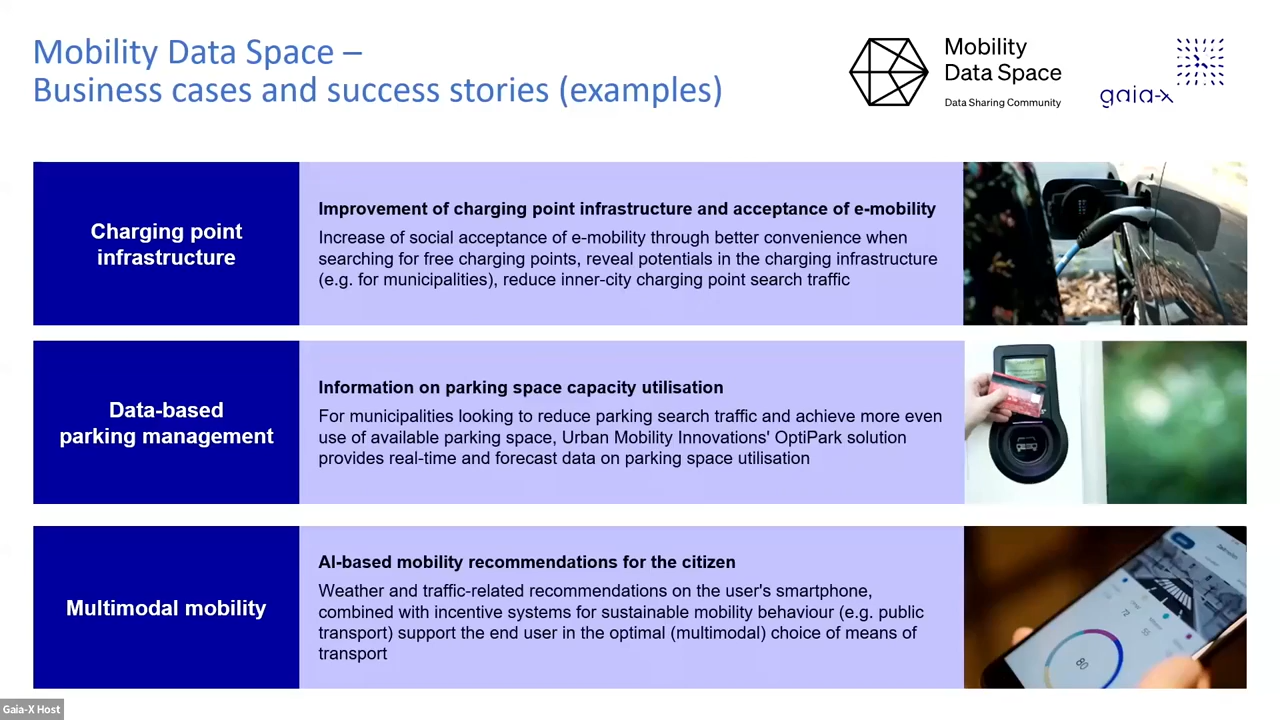 Mobility Data Space –
Business cases and success stories (examples)
Mobility
Data Space
Data Sharing Community
gaia-x
Charging point
infrastructure
Improvement of charging point infrastructure and acceptance of e-mobility
Increase of social acceptance of e-mobility through better convenience when
searching for free charging points, reveal potentials in the charging infrastructure
(e.g. for municipalities), reduce inner-city charging point search traffic
Data-based
parking management
Information on parking space capacity utilisation
For municipalities looking to reduce parking search traffic and achieve more even
use of available parking space, Urban Mobility Innovations' OptiPark solution
provides real-time and forecast data on parking space utilisation
Multimodal mobility
AI-based mobility recommendations for the citizen
Weather and traffic-related recommendations on the user's smartphone,
combined with incentive systems for sustainable mobility behaviour (e.g. public
transport) support the end user in the optimal (multimodal) choice of means of
transport
72
55
80
Gaia-X Host